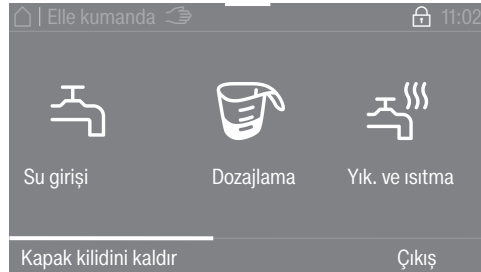 Elle kumanda 11:02
Su girişi Dozajlama Yık. ve ısıtma
Kapak kilidini kaldır Çıkış